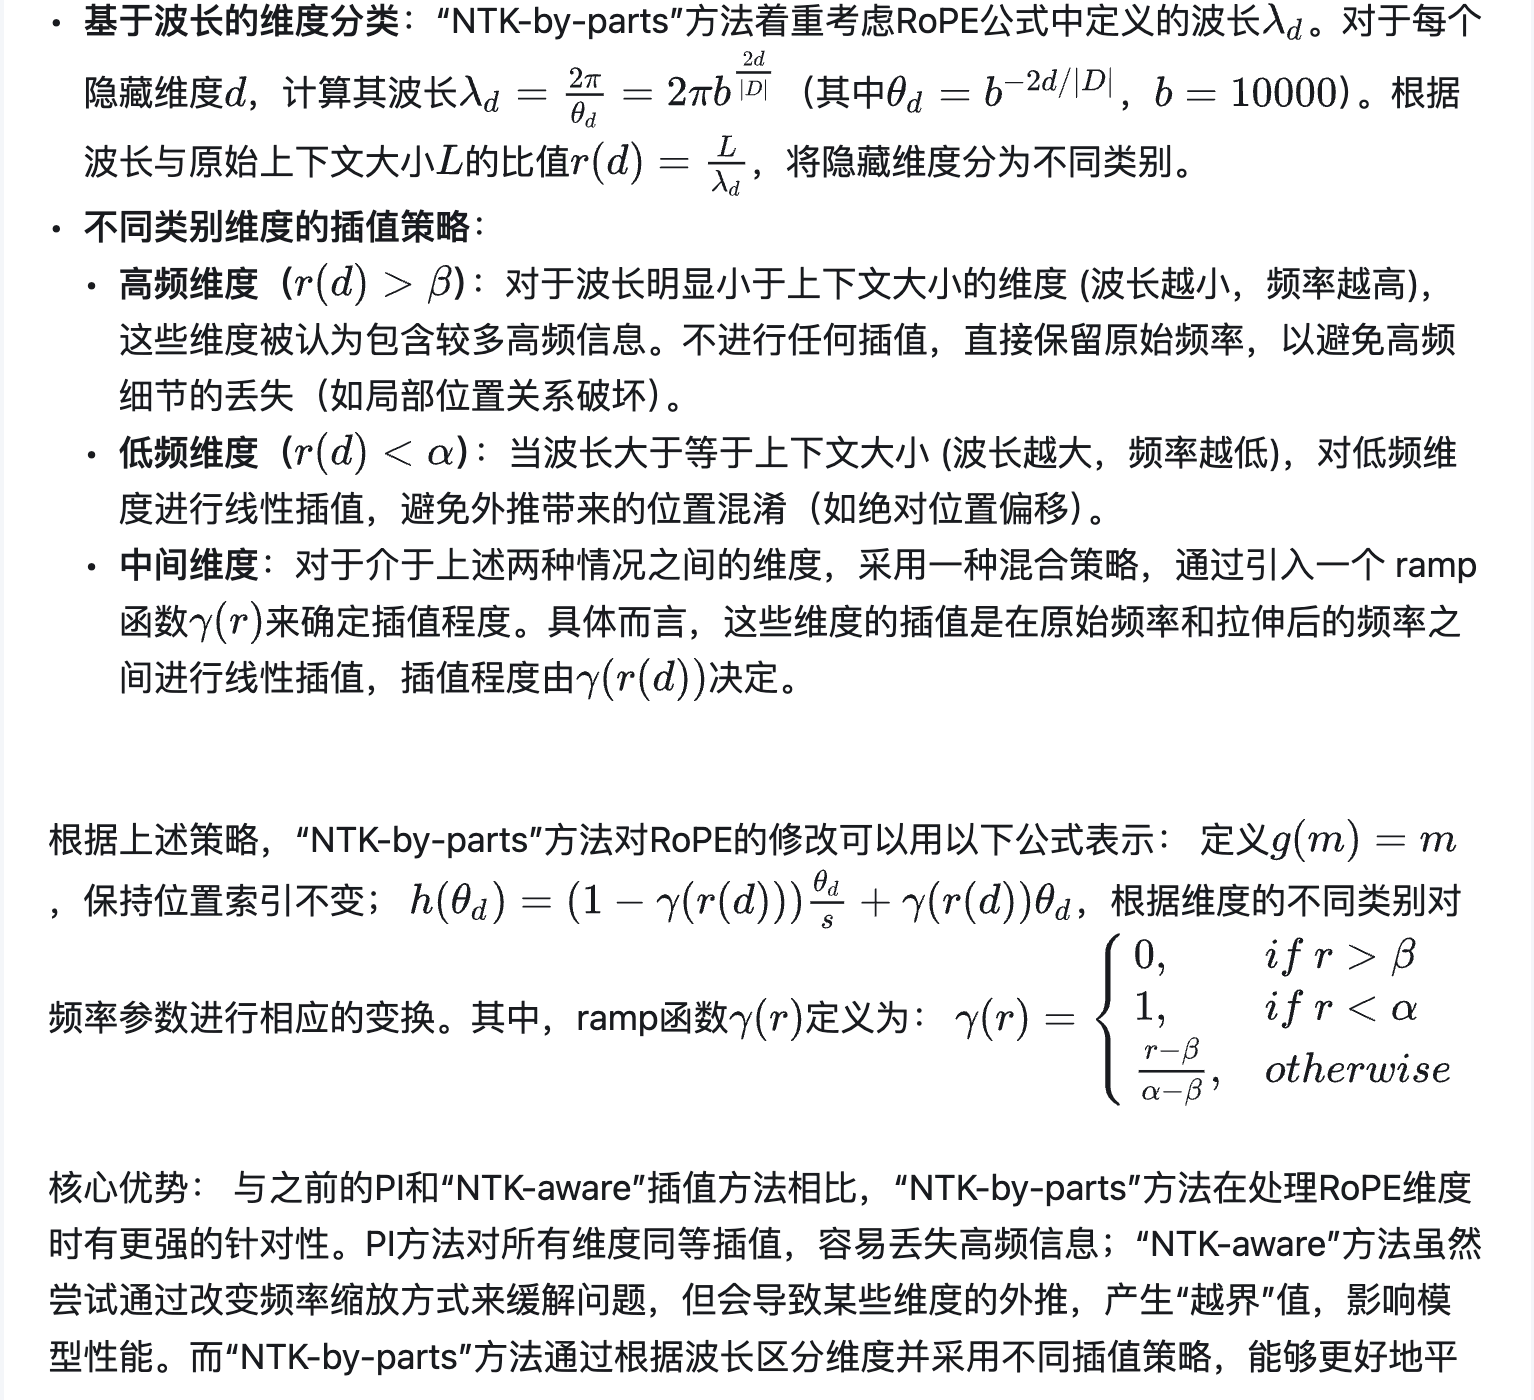 • 基于波长的维度分类：“NTK-by-parts”方法着重考虑RoPE公式中定义的波长λ_d。对于每个
隐藏维度d，计算其波长λ_d = \frac{2π}{θ_d} = 2πb^{\frac{2d}{|D|}}（其中θ_d = b^{-2d/|D|}，b = 10000）。根据
波长与原始上下文大小L的比值r(d) = \frac{L}{λ_d}，将隐藏维度分为不同类别。
• 不同类别维度的插值策略：
• 高频维度（r(d) > β）：对于波长明显小于上下文大小的维度 (波长越小，频率越高)，
这些维度被认为包含较多高频信息。不进行任何插值，直接保留原始频率，以避免高频
细节的丢失（如局部位置关系破坏）。
• 低频维度（r(d) < α）：当波长大于等于上下文大小 (波长越大，频率越低)，对低频维
度进行线性插值，避免外推带来的位置混淆（如绝对位置偏移）。
• 中间维度：对于介于上述两种情况之间的维度，采用一种混合策略，通过引入一个 ramp
函数γ(r)来确定插值程度。具体而言，这些维度的插值是在原始频率和拉伸后的频率之
间进行线性插值，插值程度由γ(r(d))决定。
根据上述策略，“NTK-by-parts”方法对RoPE的修改可以用以下公式表示： 定义g(m) = m
，保持位置索引不变； h(θ_d) = (1 − γ(r(d)))\frac{θ_d}{s} + γ(r(d))θ_d，根据维度的不同类别对
频率参数进行相应的变换。其中，ramp函数γ(r)定义为： γ(r) = \begin{cases} 0, & if r > β \\ 1, & if r < α \\ \frac{r−β}{α−β}, & otherwise \end{cases}
核心优势： 与之前的PI和“NTK-aware”插值方法相比，“NTK-by-parts”方法在处理RoPE维度
时有更强的针对性。PI方法对所有维度同等插值，容易丢失高频信息；“NTK-aware”方法虽然
尝试通过改变频率缩放方式来缓解问题，但会导致某些维度的外推，产生“越界”值，影响模
型性能。而“NTK-by-parts”方法通过根据波长区分维度并采用不同插值策略，能够更好地平